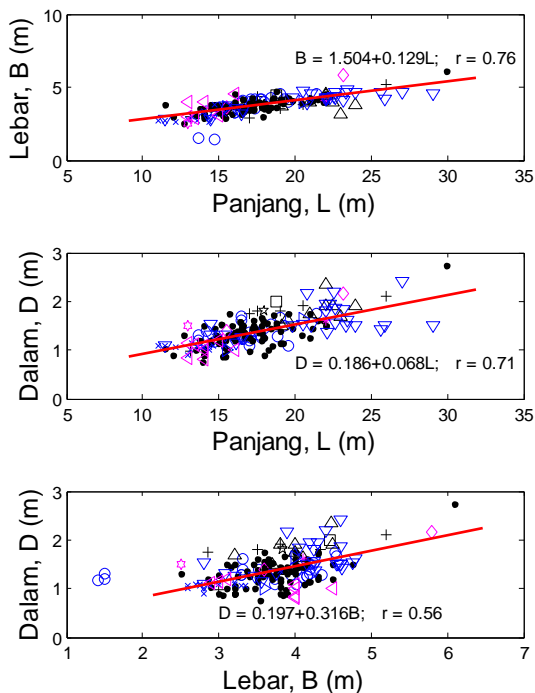 10
B = 1.504+0.129L; r = 0.76
5
0
Lebar, B (m)
5 10 15 20 25 30 35
Panjang, L (m)
3
2
1
0
Dalam, D (m)
D = 0.186+0.068L; r = 0.71
5 10 15 20 25 30 35
Panjang, L (m)
3
2
1
0
Dalam, D (m)
D = 0.197+0.316B; r = 0.56
1 2 3 4 5 6 7
Lebar, B (m)